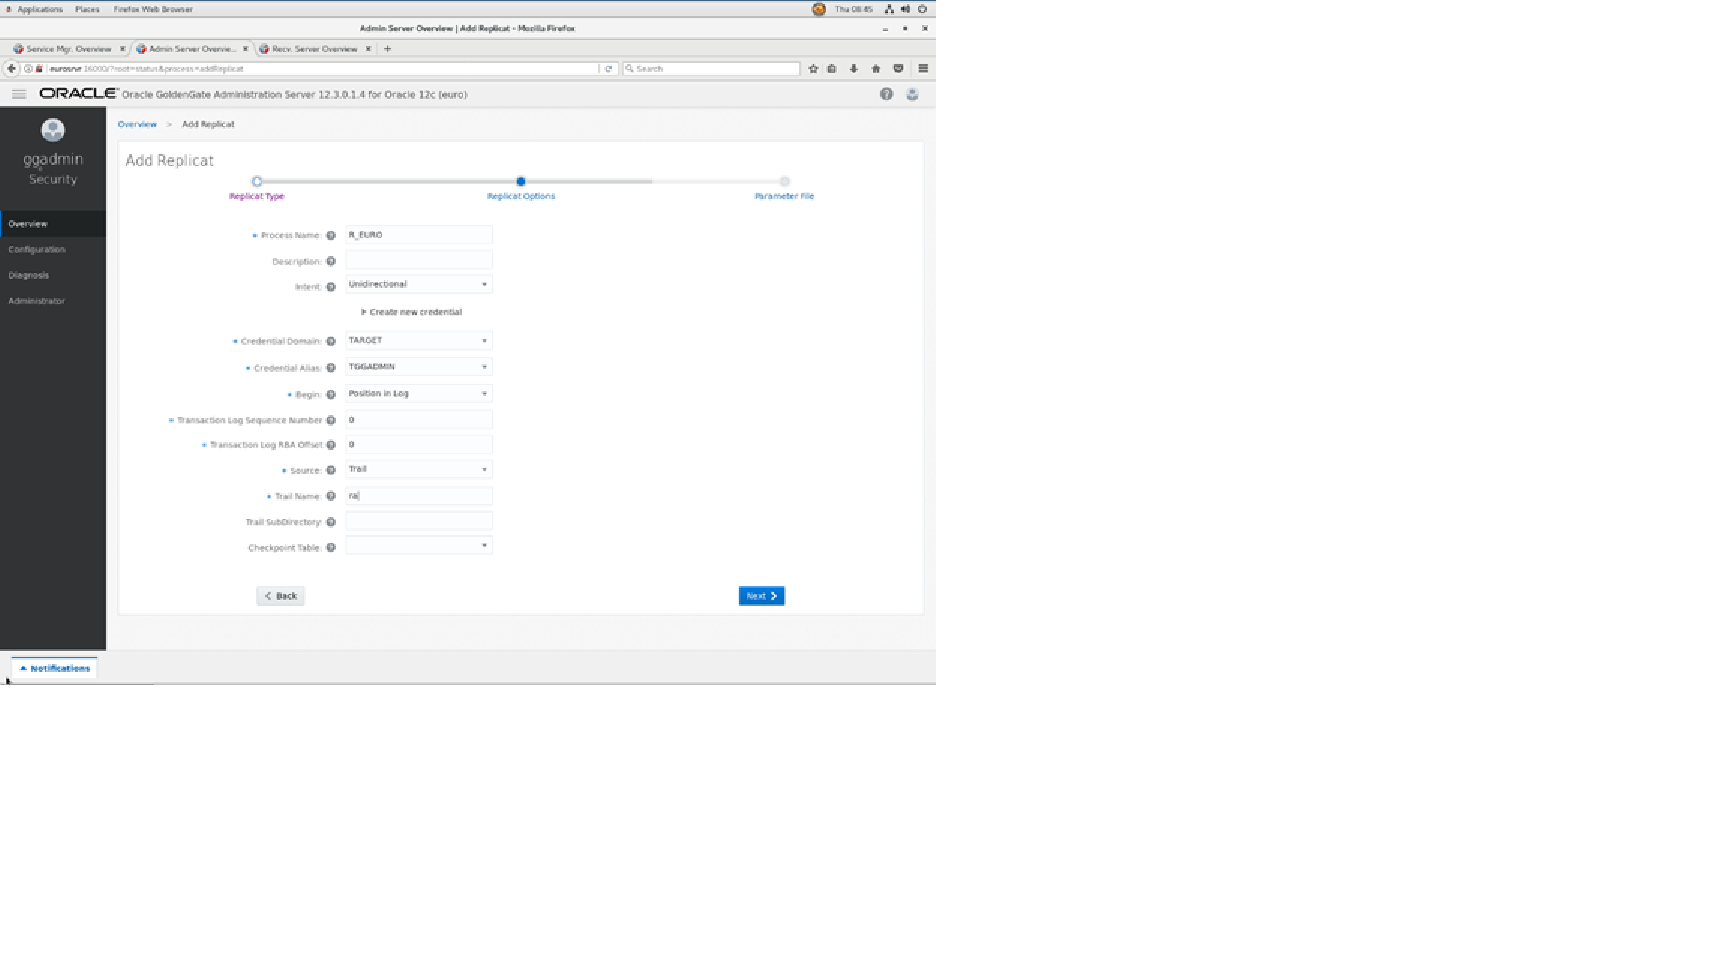 Applications Places Firefox Web Browser Thu 08:45
Admin Server Overview | Add Replicat - Mozilla Firefox
Service Mgr. Overview Admin Server Overvie... Recv. Server Overview
eurosrvr:16000/?root=status&process=addReplicat Search
ORACLE Oracle GoldenGate Administration Server 12.3.0.1.4 for Oracle 12c (euro)
ggadmin
Security
Overview
Configuration
Diagnosis
Administrator
Overview > Add Replicat
Add Replicat
Replicat Type Replicat Options Parameter File
Process Name: R_EURO
Description:
Intent: Unidirectional
Create new credential
Credential Domain: TARGET
Credential Alias: TGGADMIN
Begin: Position in Log
Transaction Log Sequence Number 0
Transaction Log RBA Offset 0
Source: Trail
Trail Name: ra
Trail SubDirectory:
Checkpoint Table:
Back Next
Notifications